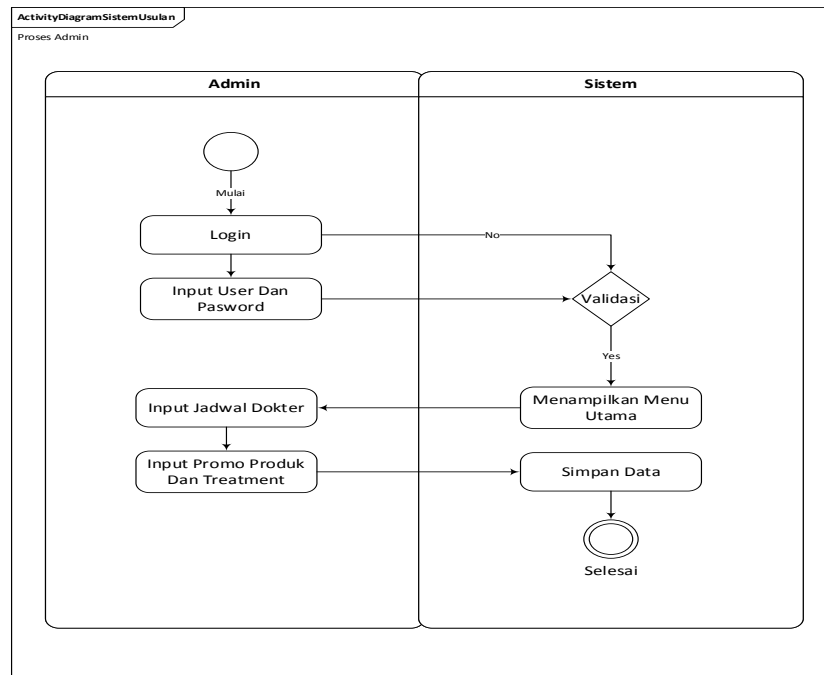 ActivityDiagramSistemUsulan
Proses Admin
Admin
Sistem
Mulai
Login
No
Input User Dan
Pasword
Validasi
Yes
Input Jadwal Dokter
Menampilkan Menu
Utama
Input Promo Produk
Dan Treatment
Simpan Data
Selesai